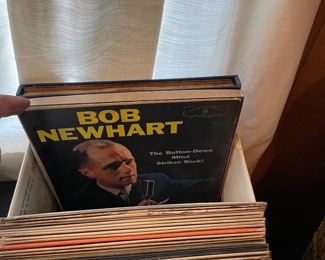 BOB
NEWHART
The Button-Down
Mind
Strikes Back!